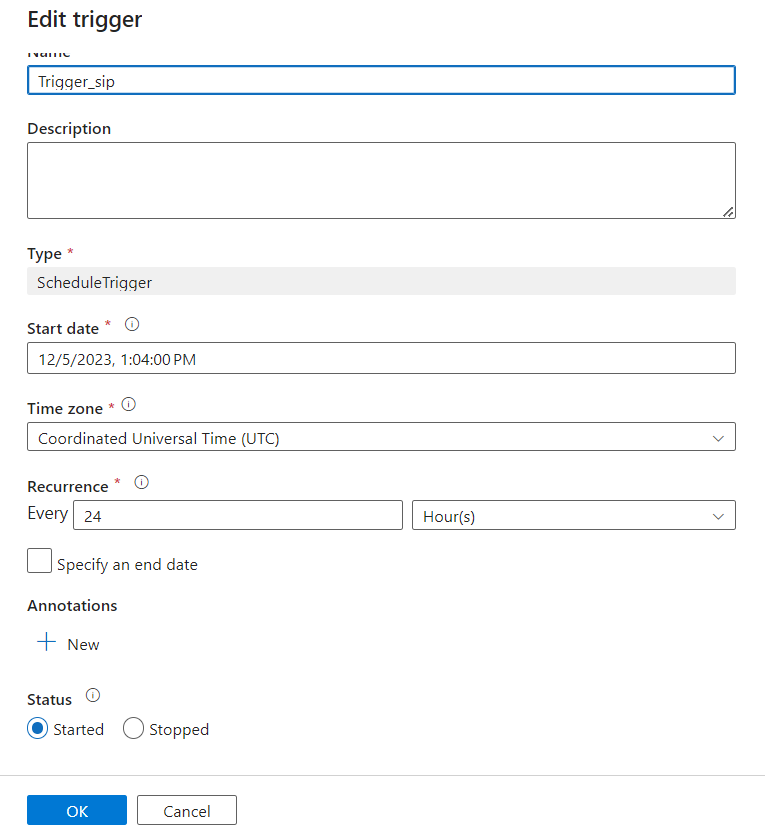 Edit trigger
Name
Trigger_sip
Description
Type *
ScheduleTrigger
Start date *
12/5/2023, 1:04:00 PM
Time zone *
Coordinated Universal Time (UTC)
Recurrence *
Every 24 Hour(s)
Specify an end date
Annotations
New
Status
Started Stopped
OK Cancel